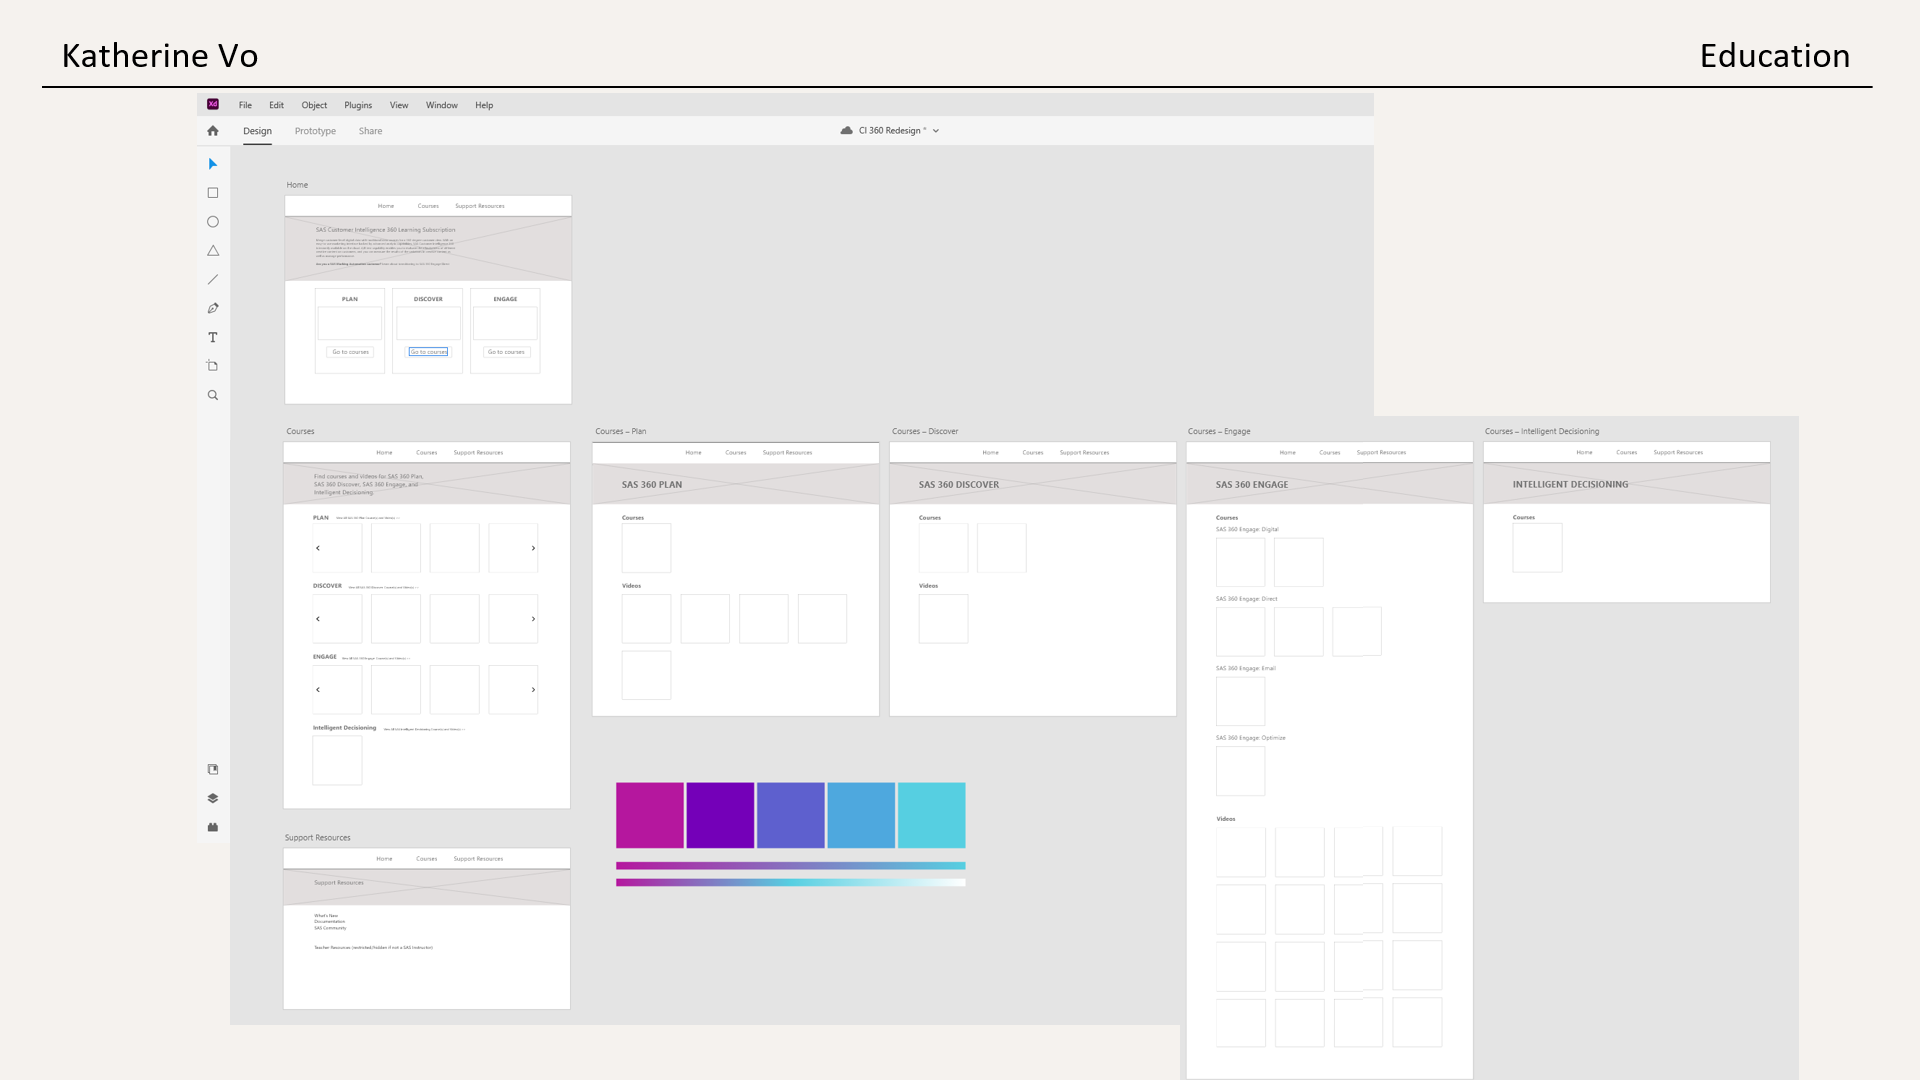 Katherine Vo
Education
Xd
File Edit Object Plugins View Window Help
Design Prototype Share
CI 360 Redesign *
Home
Home Courses Support Resources
SAS Customer Intelligence 360 Learning Subscription
PLAN DISCOVER ENGAGE
Go to courses Go to courses Go to courses
Courses
Home Courses Support Resources
Find courses and videos for SAS 360 Plan,
SAS 360 Discover, SAS 360 Engage, and
Intelligent Decisioning.
PLAN
DISCOVER
ENGAGE
Intelligent Decisioning
Courses – Plan
Home Courses Support Resources
SAS 360 PLAN
Courses
Videos
Courses – Discover
Home Courses Support Resources
SAS 360 DISCOVER
Courses
Videos
Courses – Engage
Home Courses Support Resources
SAS 360 ENGAGE
Courses
SAS 360 Engage: Digital
SAS 360 Engage: Direct
SAS 360 Engage: Email
SAS 360 Engage: Optimize
Videos
Courses – Intelligent Decisioning
Home Courses Support Resources
INTELLIGENT DECISIONING
Courses
Support Resources
Home Courses Support Resources
Support Resources
What's New
Documentation
SAS Community
Teacher Resources (restricted/hidden if not a SAS Instructor)